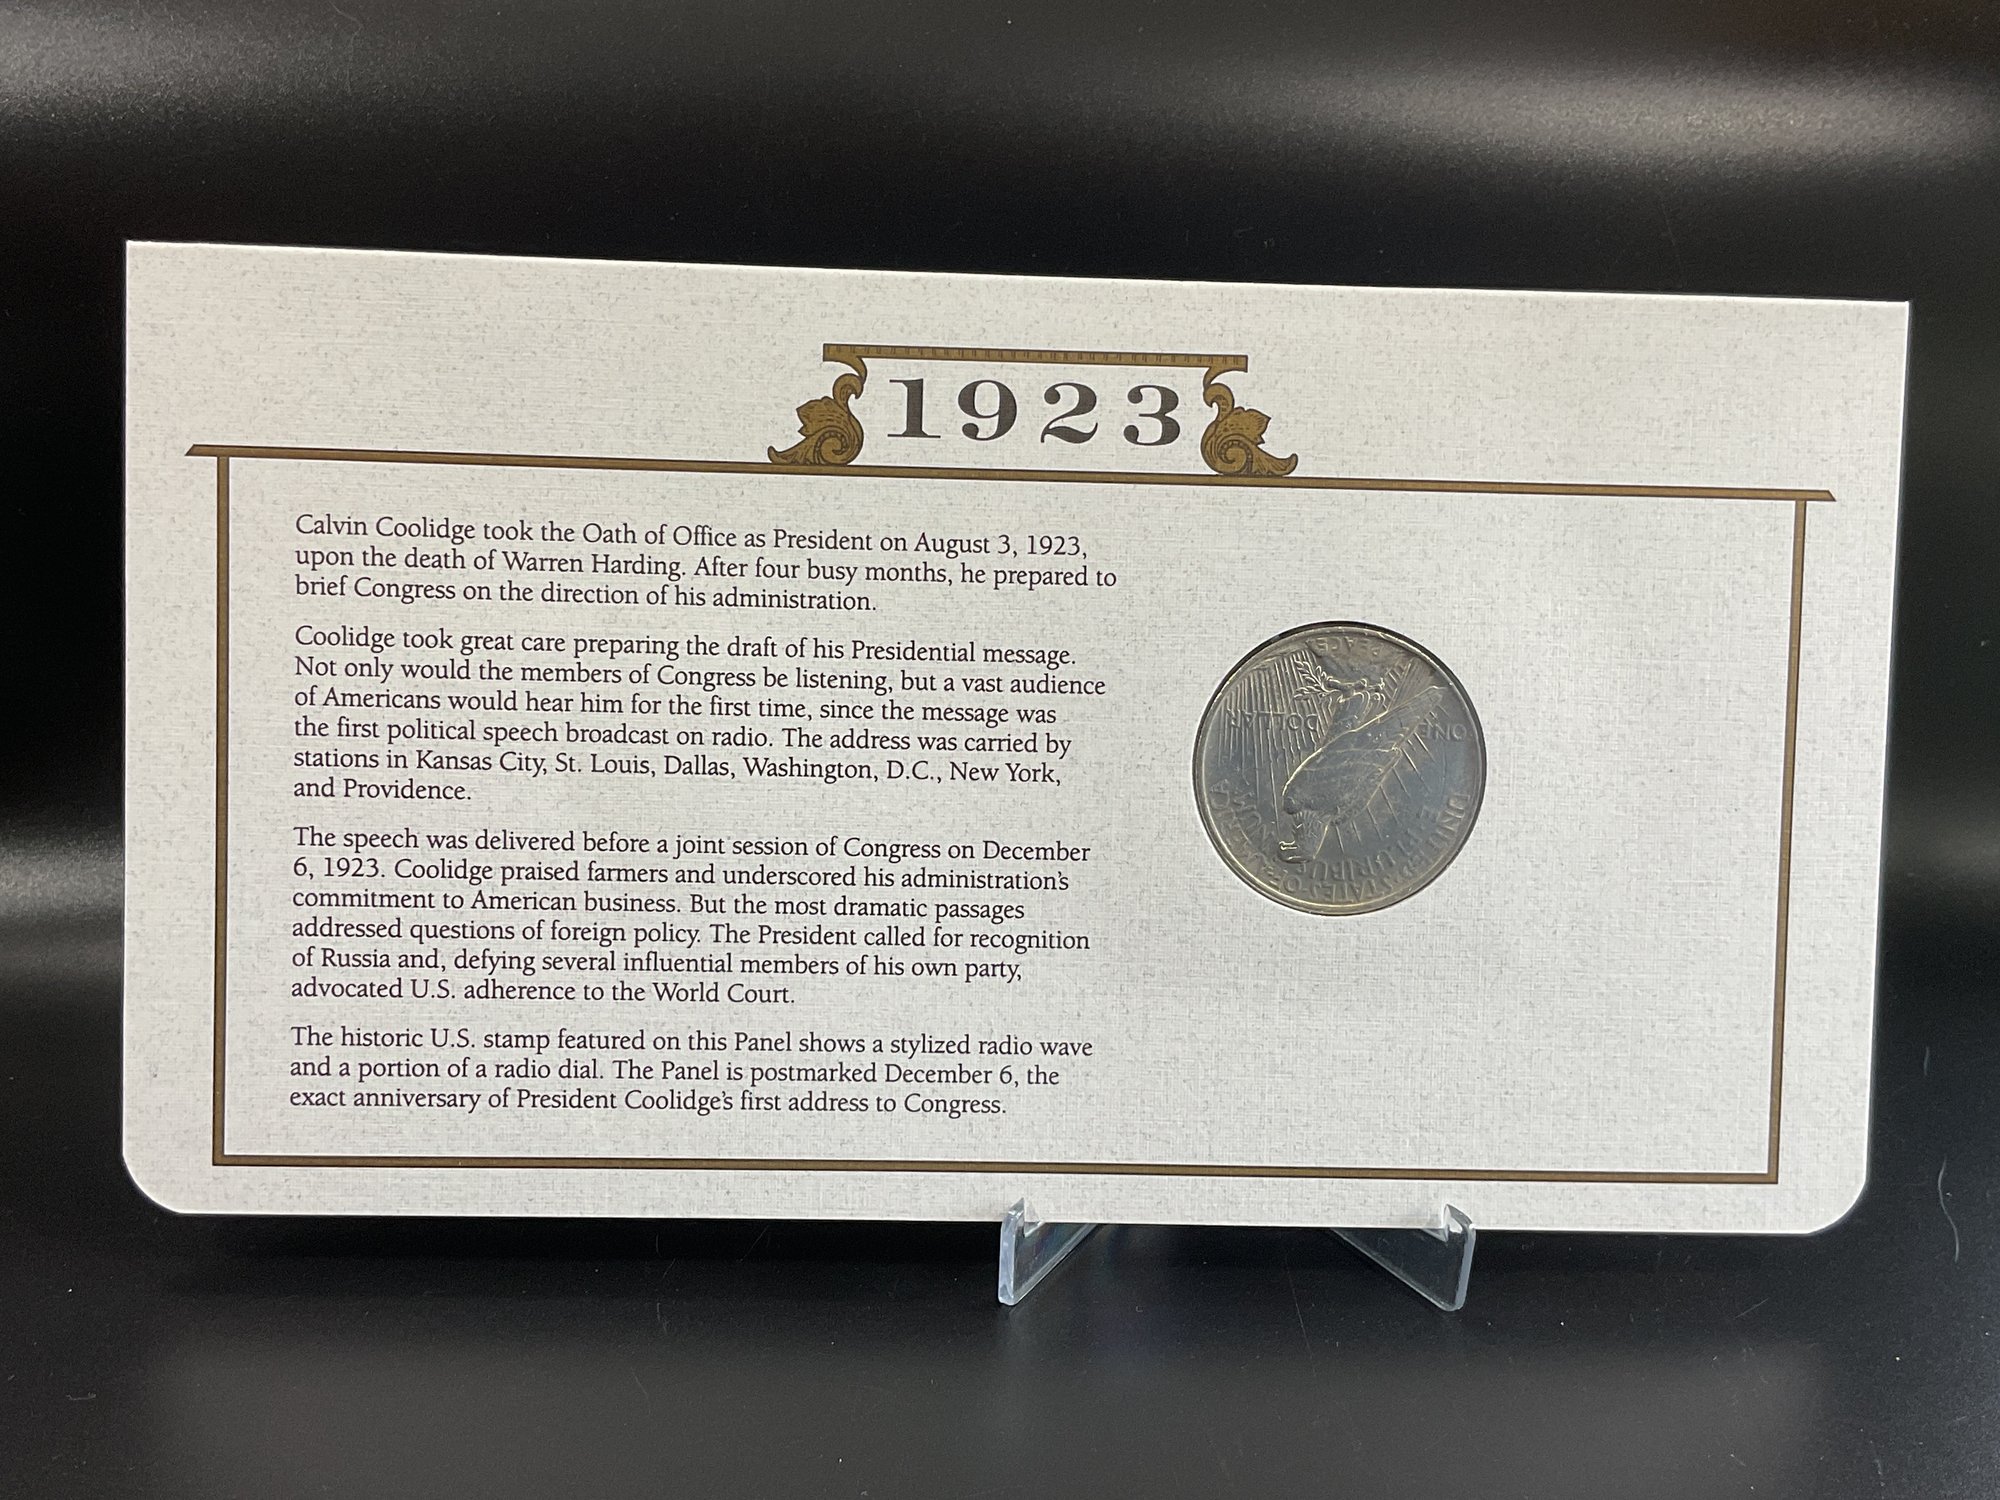 1923
Calvin Coolidge took the Oath of Office as President on August 3, 1923,
upon the death of Warren Harding. After four busy months, he prepared to
brief Congress on the direction of his administration.
Coolidge took great care preparing the draft of his Presidential message.
Not only would the members of Congress be listening, but a vast audience
of Americans would hear him for the first time, since the message was
the first political speech broadcast on radio. The address was carried by
stations in Kansas City, St. Louis, Dallas, Washington, D.C., New York,
and Providence.
The speech was delivered before a joint session of Congress on December
6, 1923. Coolidge praised farmers and underscored his administration's
commitment to American business. But the most dramatic passages
addressed questions of foreign policy. The President called for recognition
of Russia and, defying several influential members of his own party,
advocated U.S. adherence to the World Court.
The historic U.S. stamp featured on this Panel shows a stylized radio wave
and a portion of a radio dial. The Panel is postmarked December 6, the
exact anniversary of President Coolidge's first address to Congress.
UNITED STATES OF AMERICA
E PLURIBUS UNUM
ONE DOLLAR
PEACE